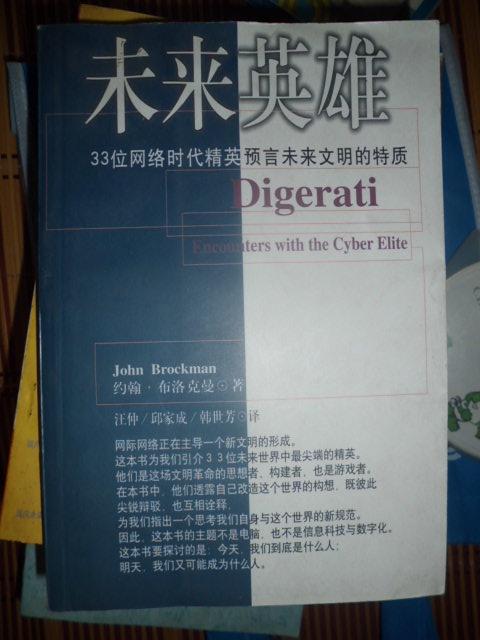 未来英雄
33位网络时代精英预言未来文明的特质
Digerati
Encounters with the Cyber Elite
John Brockman
约翰·布洛克曼⊙著
汪仲/邱家成/韩世芳⊙译
网际网络正在主导一个新文明的形成。
这本书为我们引介33位未来世界中最尖端的精英。
他们是这场文明革命的思想者、构建者，也是游戏者。
在本书中，他们透露自己改造这个世界的构想，既彼此
尖锐辩驳，也互相诠释，
为我们指出一个思考我们自身与这个世界的新规范。
因此，这本书的主题不是电脑，也不是信息科技与数字化。
这本书要探讨的是：今天，我们到底是什么人；
明天，我们又可能成为什么人。